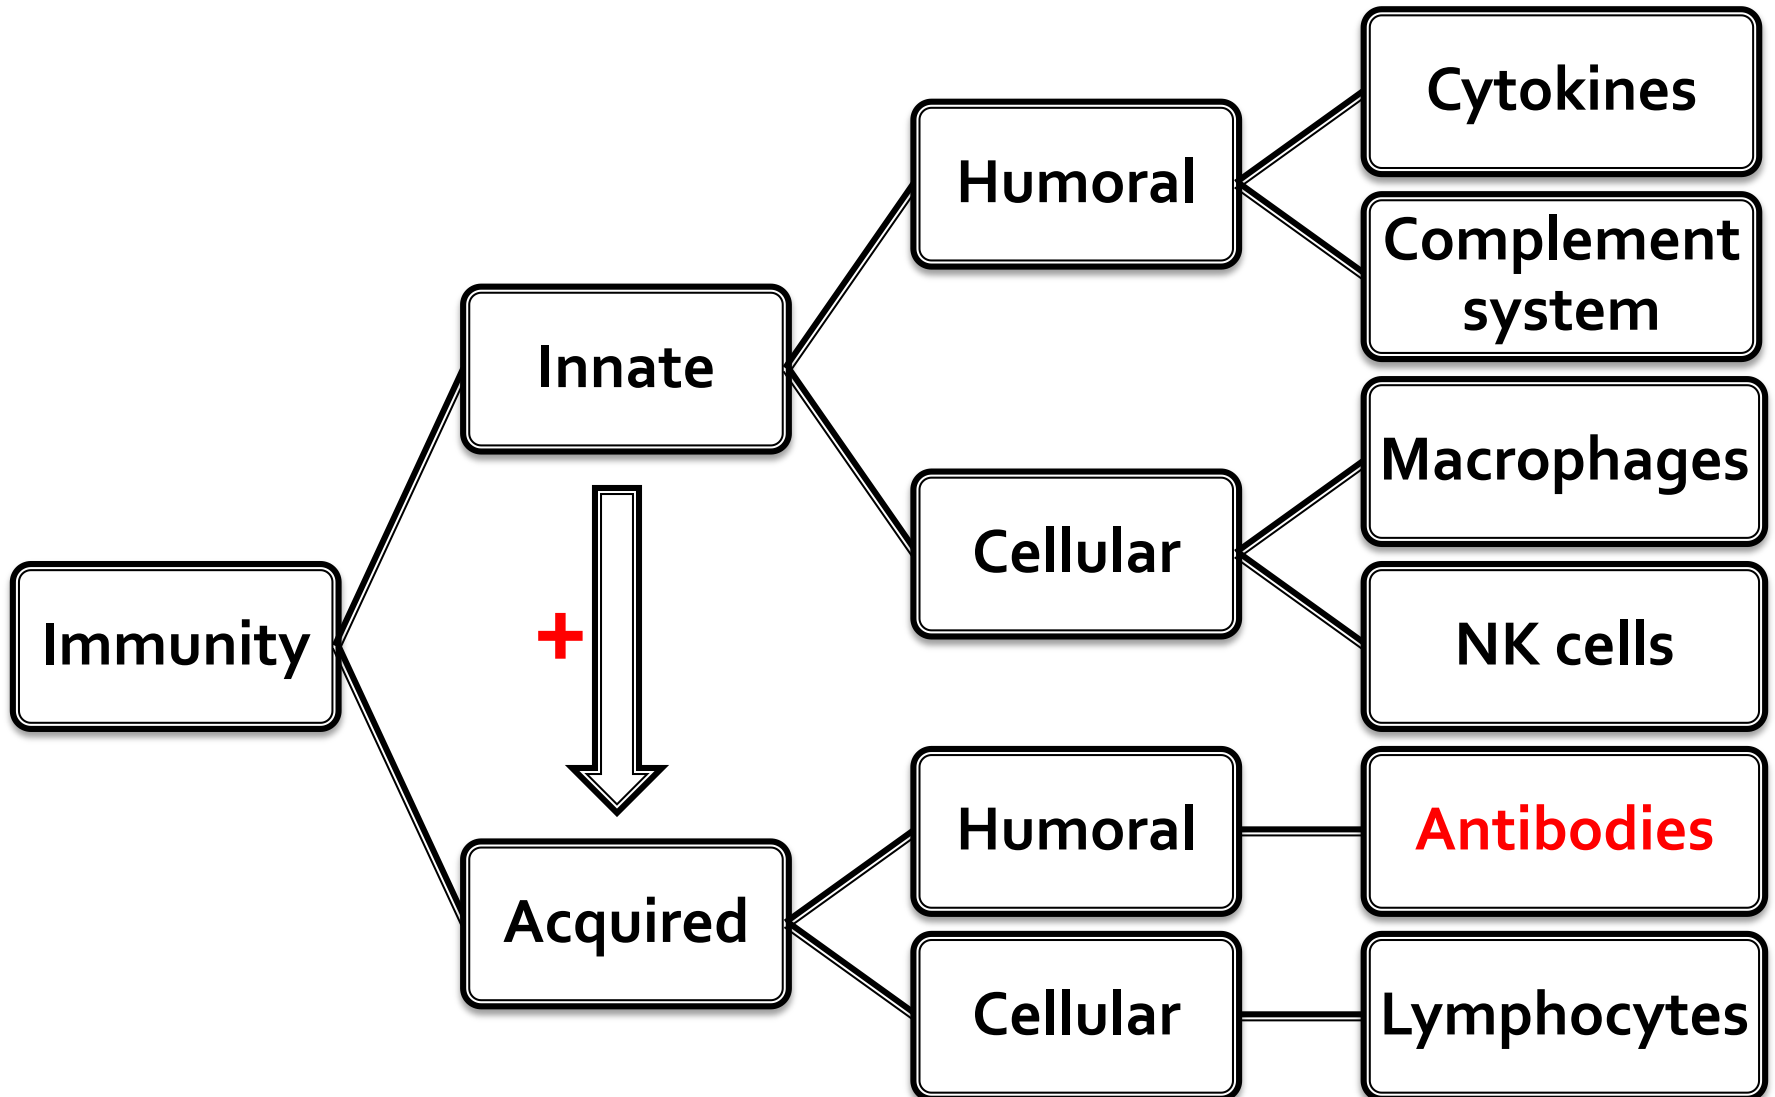 Immunity
Innate
+
Acquired
Humoral
Cellular
Humoral
Cellular
Cytokines
Complement
system
Macrophages
NK cells
Antibodies
Lymphocytes